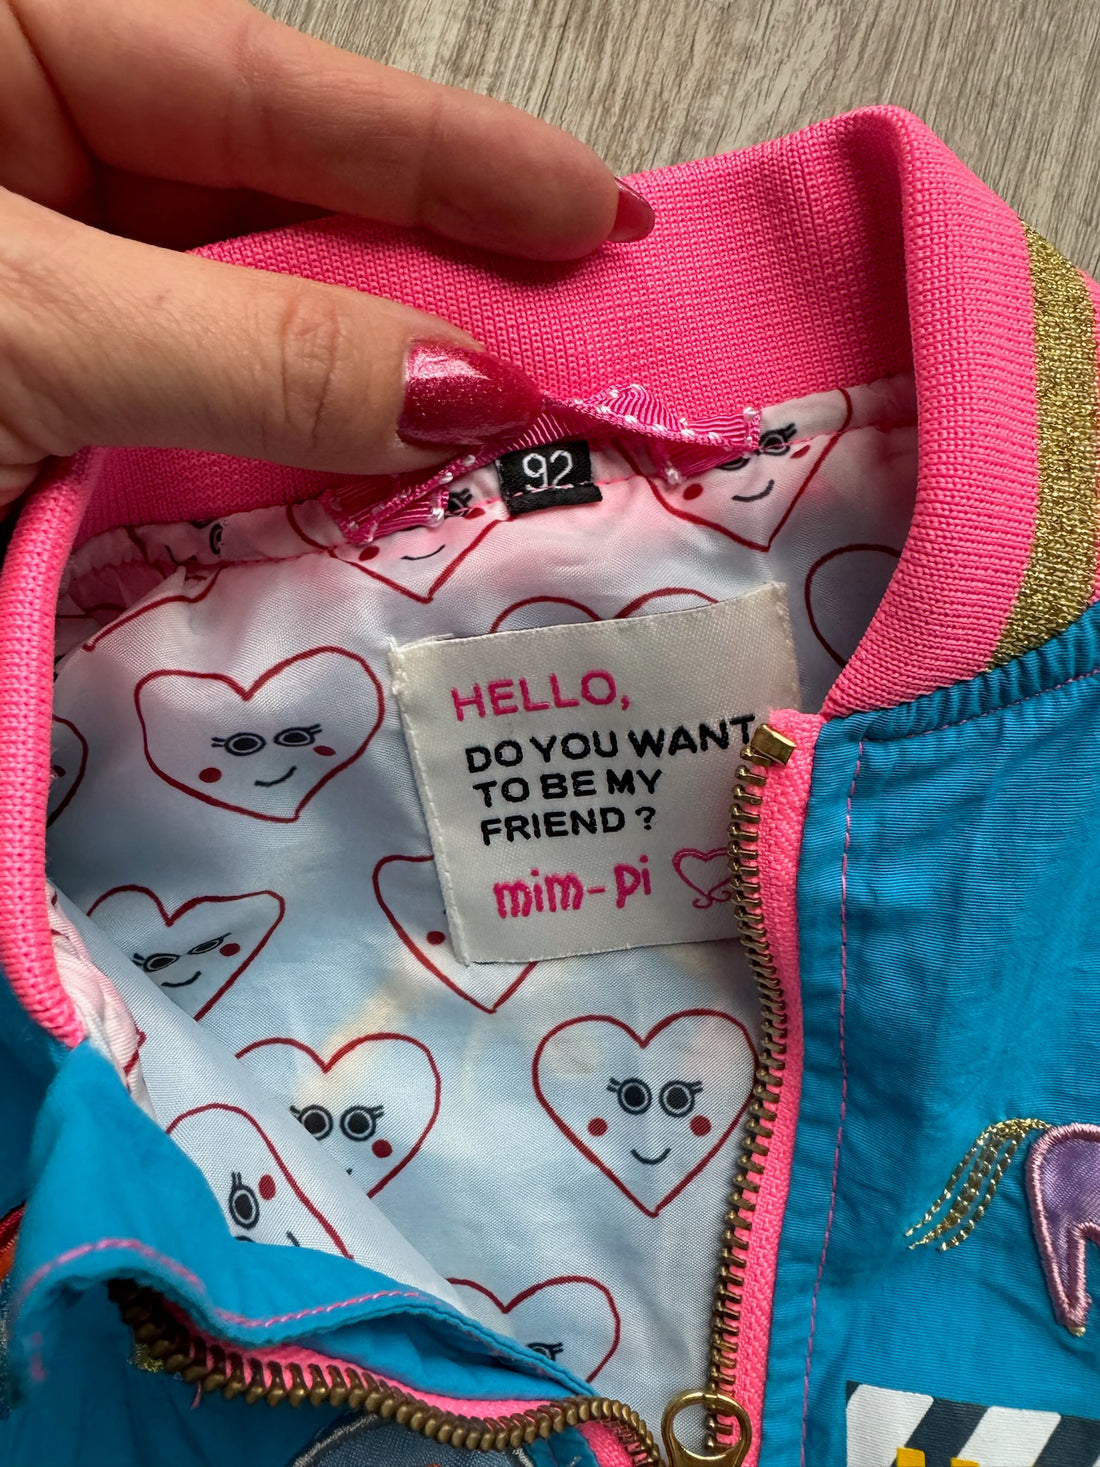 92
HELLO,
DO YOU WANT
TO BE MY
FRIEND ?
mim-pi